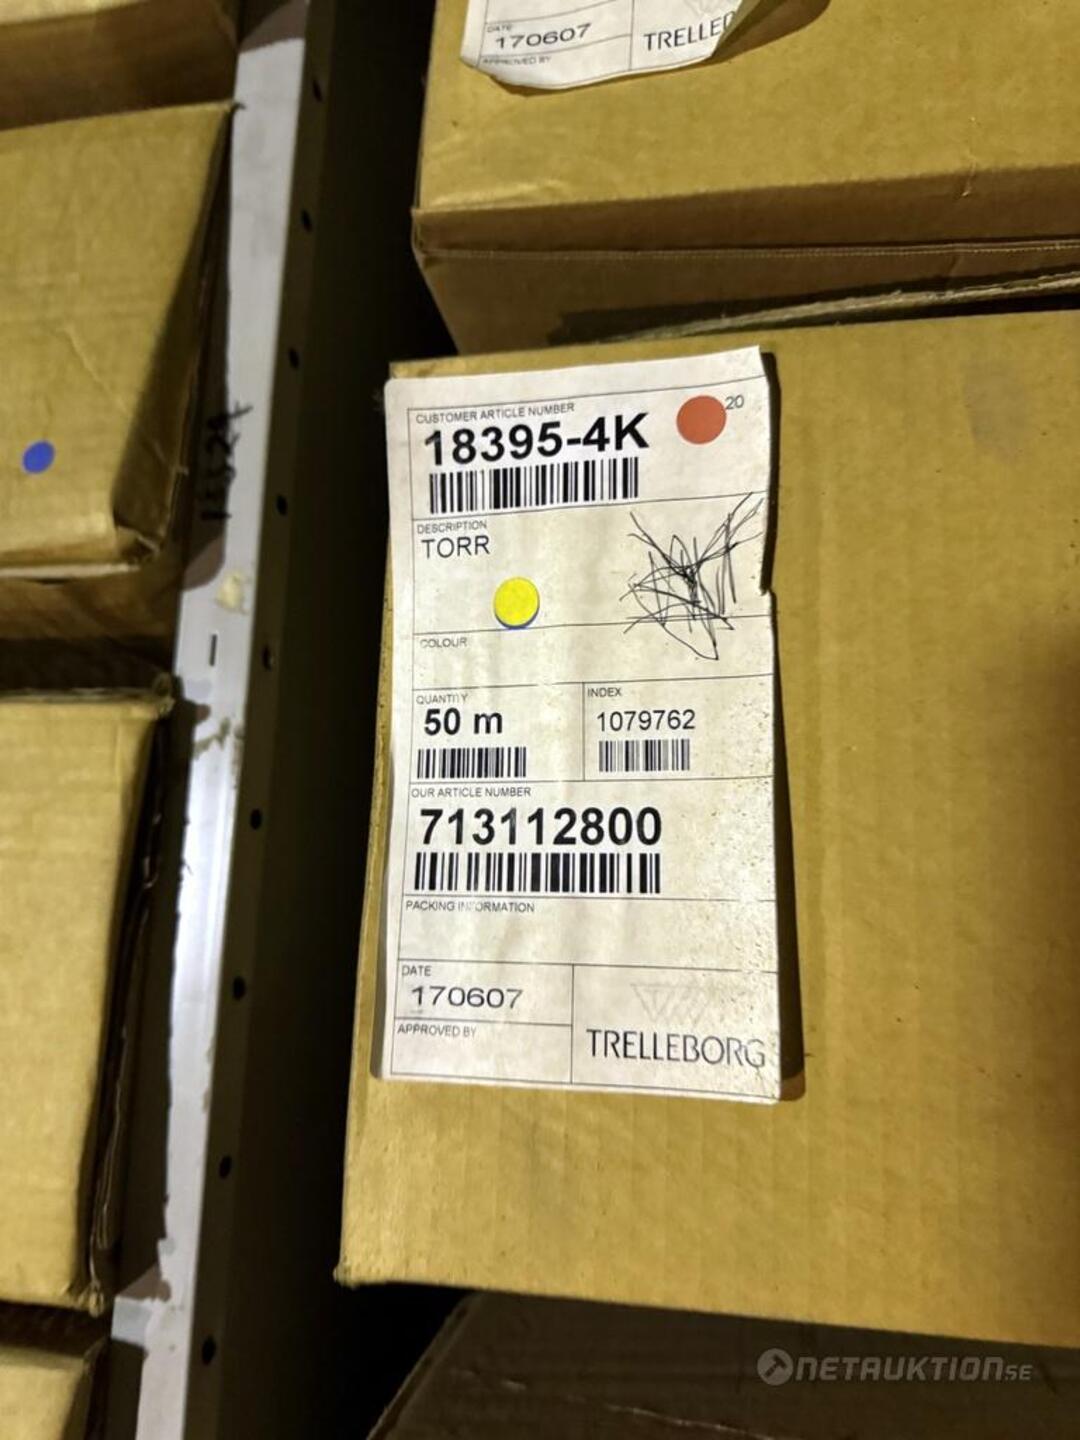 DATE
170607
APPROVED BY
CUSTOMER ARTICLE NUMBER
18395-4K
20
DESCRIPTION
TORR
COLOUR
QUANTITY
50 m
INDEX
1079762
OUR ARTICLE NUMBER
713112800
PACKING INFORMATION
DATE
170607
APPROVED BY
TRELLEBORG
NETAUKTION.SE